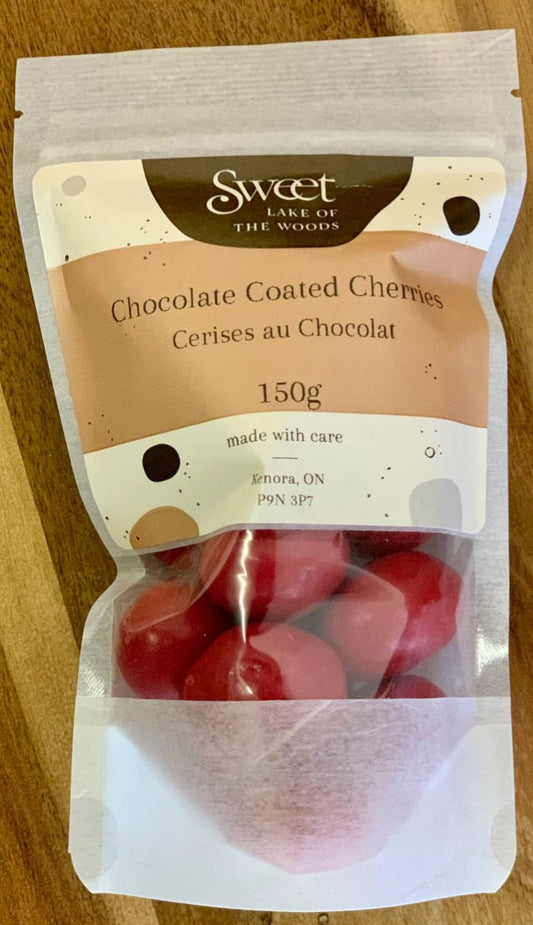 Sweet
LAKE OF
THE WOODS
Chocolate Coated Cherries
Cerises au Chocolat
150g
made with care
Kenora, ON
P9N 3P7